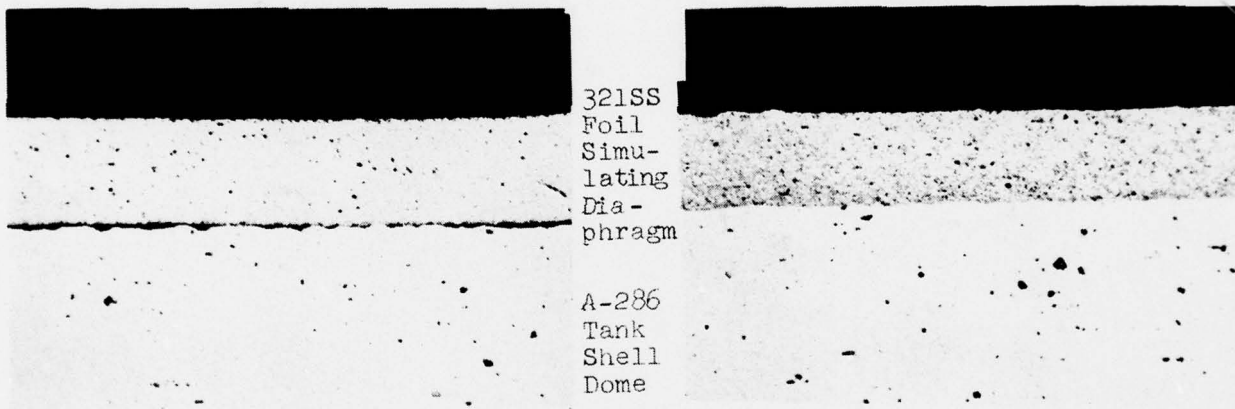 321SS
Foil
Simu-
lating
Dia-
phragm
A-286
Tank
Shell
Dome